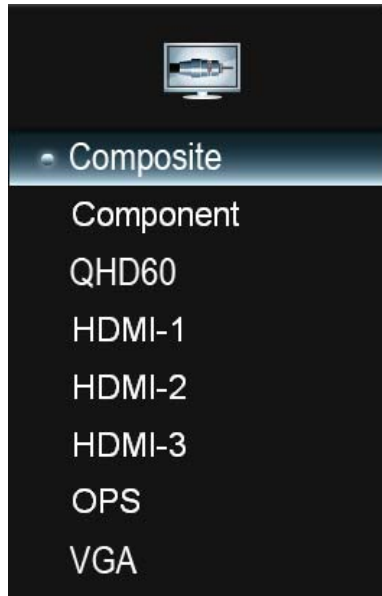 Composite
Component
QHD60
HDMI-1
HDMI-2
HDMI-3
OPS
VGA